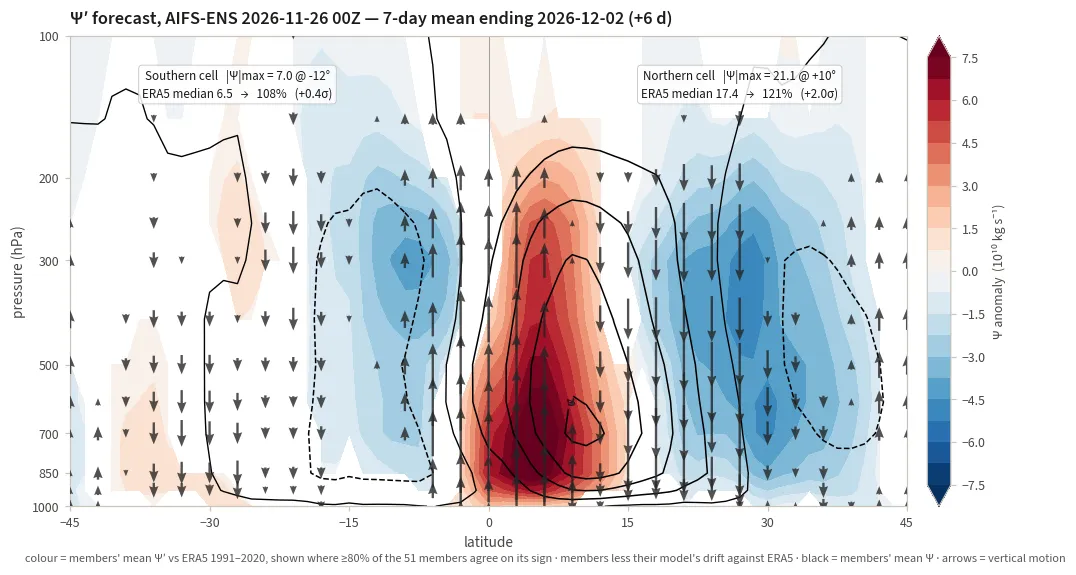 Ψ′ forecast, AIFS-ENS 2026-11-26 00Z — 7-day mean ending 2026-12-02 (+6 d)
Southern cell |Ψ|max = 7.0 @ -12°
ERA5 median 6.5 → 108% (+0.4σ)
Northern cell |Ψ|max = 21.1 @ +10°
ERA5 median 17.4 → 121% (+2.0σ)
pressure (hPa)
100
200
300
500
700
850
1000
−45
−30
−15
0
15
30
45
latitude
7.5
6.0
4.5
3.0
1.5
0.0
−1.5
−3.0
−4.5
−6.0
−7.5
Ψ anomaly (10¹⁰ kg s⁻¹)
colour = members' mean Ψ′ vs ERA5 1991–2020, shown where ≥80% of the 51 members agree on its sign · members less their model's drift against ERA5 · black = members' mean Ψ · arrows = vertical motion